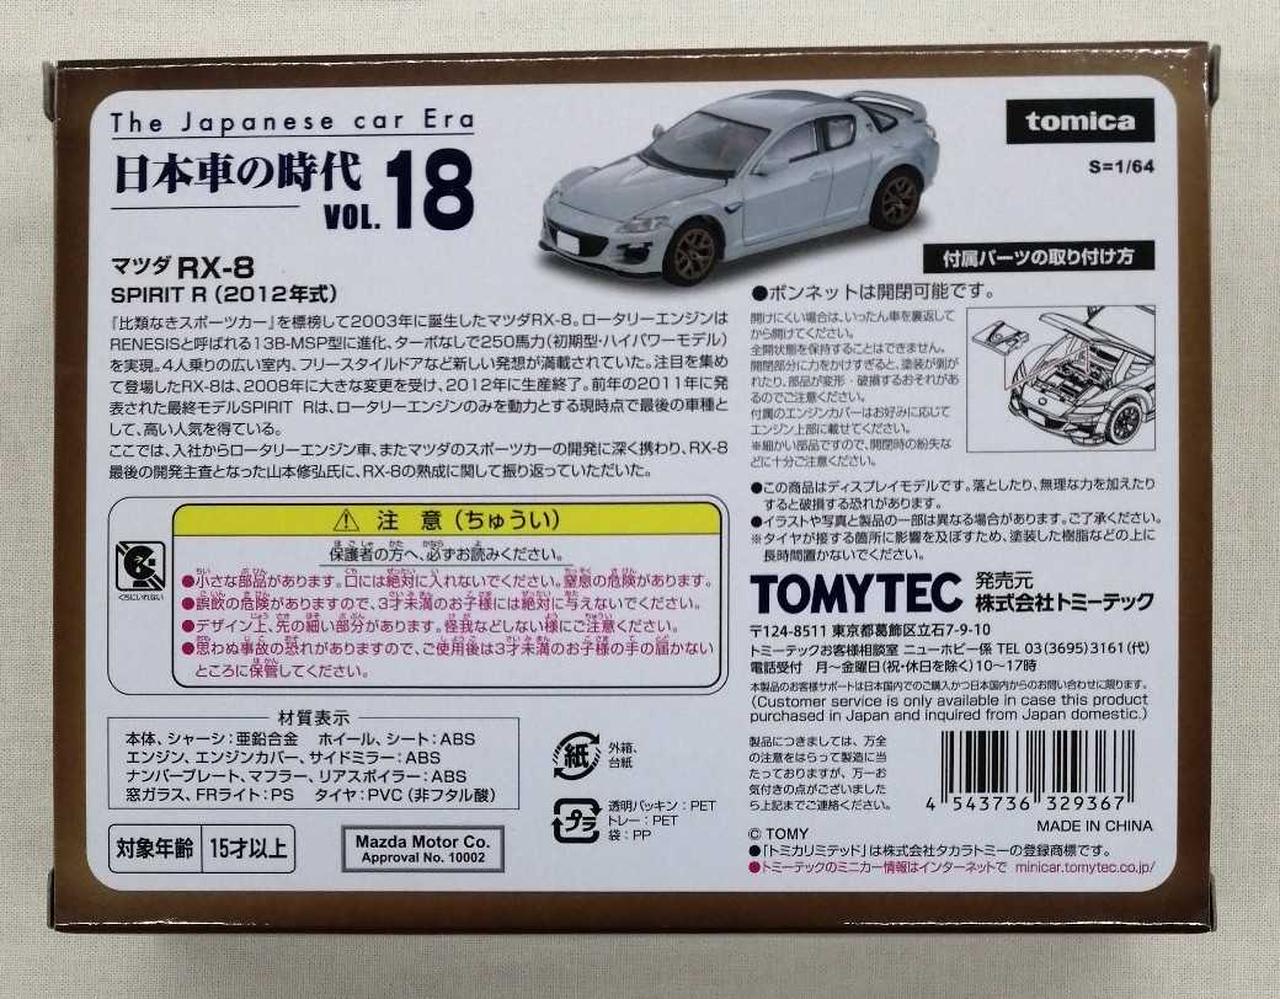 The Japanese car Era
日本車の時代
VOL. 18
マツダ RX-8
SPIRIT R (2012年式)
『比類なきスポーツカー』を標榜して2003年に誕生したマツダRX-8。ロータリーエンジンは
RENESISと呼ばれる13B-MSP型に進化、ターボなしで250馬力(初期型・ハイパワーモデル)
を実現。4人乗りの広い室内、フリースタイルドアなど新しい発想が満載されていた。注目を集め
て登場したRX-8は、2008年に大きな変更を受け、2012年に生産終了。前年の2011年に発
表された最終モデルSPIRIT Rは、ロータリーエンジンのみを動力とする現時点で最後の車種と
して、高い人気を得ている。
ここでは、入社からロータリーエンジン車、またマツダのスポーツカーの開発に深く携わり、RX-8
最後の開発主査となった山本修弘氏に、RX-8の熟成に関して振り返っていただいた。
くちにいれない
注 意(ちゅうい)
保護者の方へ、必ずお読みください。
●小さな部品があります。口には絶対に入れないでください。窒息の危険があります。
●誤飲の危険がありますので、3才未満のお子様には絶対に与えないでください。
●デザイン上、先の細い部分があります。怪我などしない様にご注意ください。
●思わぬ事故の恐れがありますので、ご使用後は3才未満のお子様の手の届かない
ところに保管してください。
材質表示
本体、シャーシ:亜鉛合金 ホイール、シート:ABS
エンジン、エンジンカバー、サイドミラー:ABS
ナンバープレート、マフラー、リアスポイラー:ABS
窓ガラス、FRライト:PS タイヤ:PVC(非フタル酸)
対象年齢 15才以上
Mazda Motor Co.
Approval No. 10002
紙
外箱、
台紙
プラ
透明パッキン:PET
トレー:PET
袋:PP
tomica
S=1/64
付属パーツの取り付け方
●ボンネットは開閉可能です。
開けにくい場合は、いったん車を裏返して
から開けてください。
全開状態を保持することはできません。
開閉部分に力をかけすぎると、塗装が剥が
れたり、部品が変形・破損するおそれがあ
るのでご注意ください。
付属のエンジンカバーはお好みに応じて
エンジン上部に載せてください。
※細かい部品ですので、開閉時の紛失な
どに十分ご注意ください。
●この商品はディスプレイモデルです。落としたり、無理な力を加えたり
すると破損する恐れがあります。
●イラストや写真と製品の一部は異なる場合があります。ご了承ください。
※タイヤが接する箇所に影響を及ぼすため、塗装した樹脂などの上に
長時間置かないでください。
TOMYTEC 発売元
株式会社トミーテック
〒124-8511 東京都葛飾区立石7-9-10
トミーテックお客様相談室 ニューホビー係 TEL 03(3695)3161(代)
電話受付 月〜金曜日(祝・休日を除く)10〜17時
本製品のお客様サポートは日本国内でのご購入かつ日本国内からのお問い合わせに限ります。
(Customer service is only available in case this product
purchased in Japan and inquired from Japan domestic.)
製品につきましては、万全
の注意をはらって製造に当
たっておりますが、万一お
気付きの点がございました
ら上記までご連絡ください。
4 543736 329367
MADE IN CHINA
© TOMY
●「トミカリミテッド」は株式会社タカラトミーの登録商標です。
●トミーテックのミニカー情報はインターネットで minicar.tomytec.co.jp/